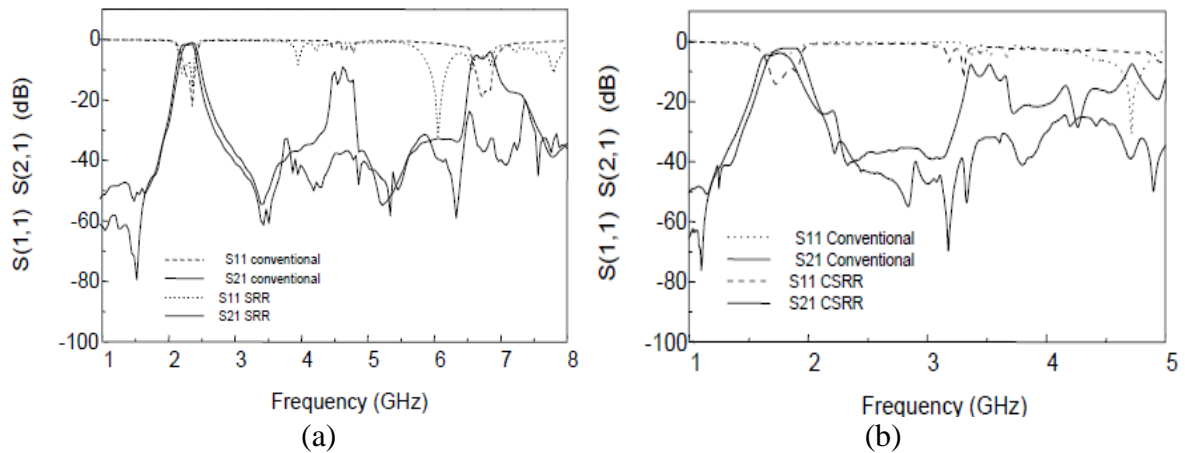 0
-20
-40
-60
-80
-100
S(1,1) S(2,1) (dB)
S11 conventional
S21 conventional
S11 SRR
S21 SRR
1 2 3 4 5 6 7 8
Frequency (GHz)
(a)
0
-20
-40
-60
-80
-100
S(1,1) S(2,1) (dB)
S11 Conventional
S21 Conventional
S11 CSRR
S21 CSRR
1 2 3 4 5
Frequency (GHz)
(b)